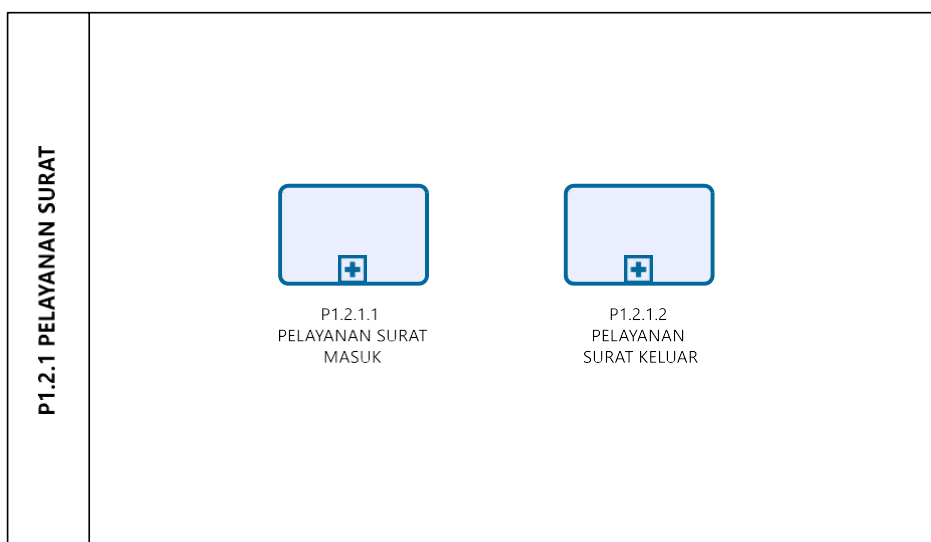 P1.2.1 PELAYANAN SURAT
P1.2.1.1
PELAYANAN SURAT
MASUK
P1.2.1.2
PELAYANAN
SURAT KELUAR